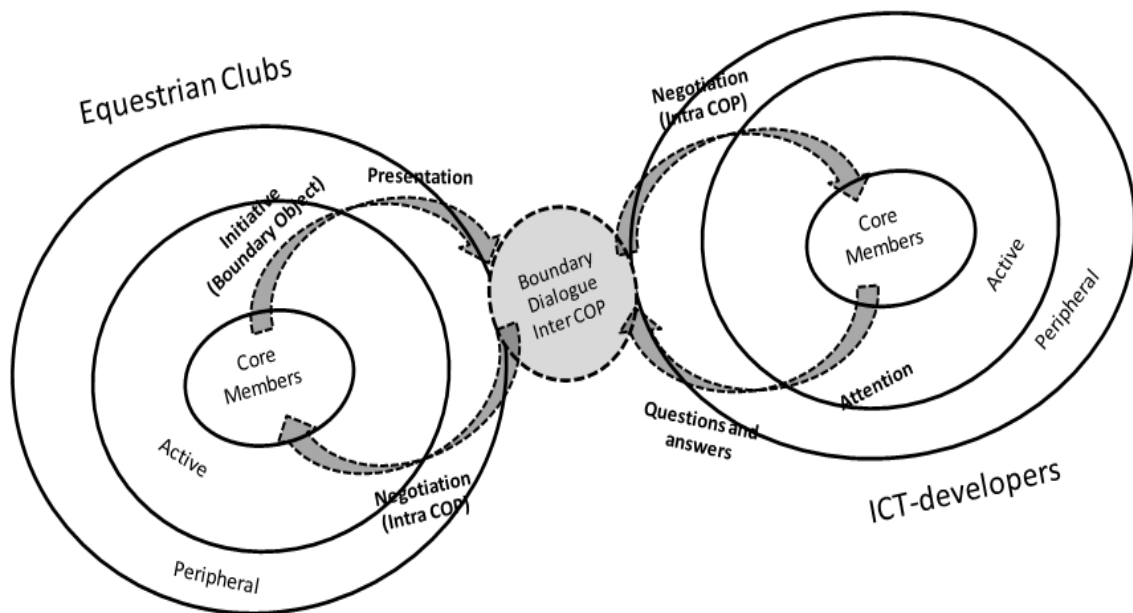 Equestrian Clubs
Initiative
(Boundary Object)
Presentation
Core
Members
Active
Peripheral
Negotiation
(Intra COP)
Boundary
Dialogue
Inter COP
Negotiation
(Intra COP)
Core
Members
Active
Peripheral
Attention
Questions and
answers
ICT-developers